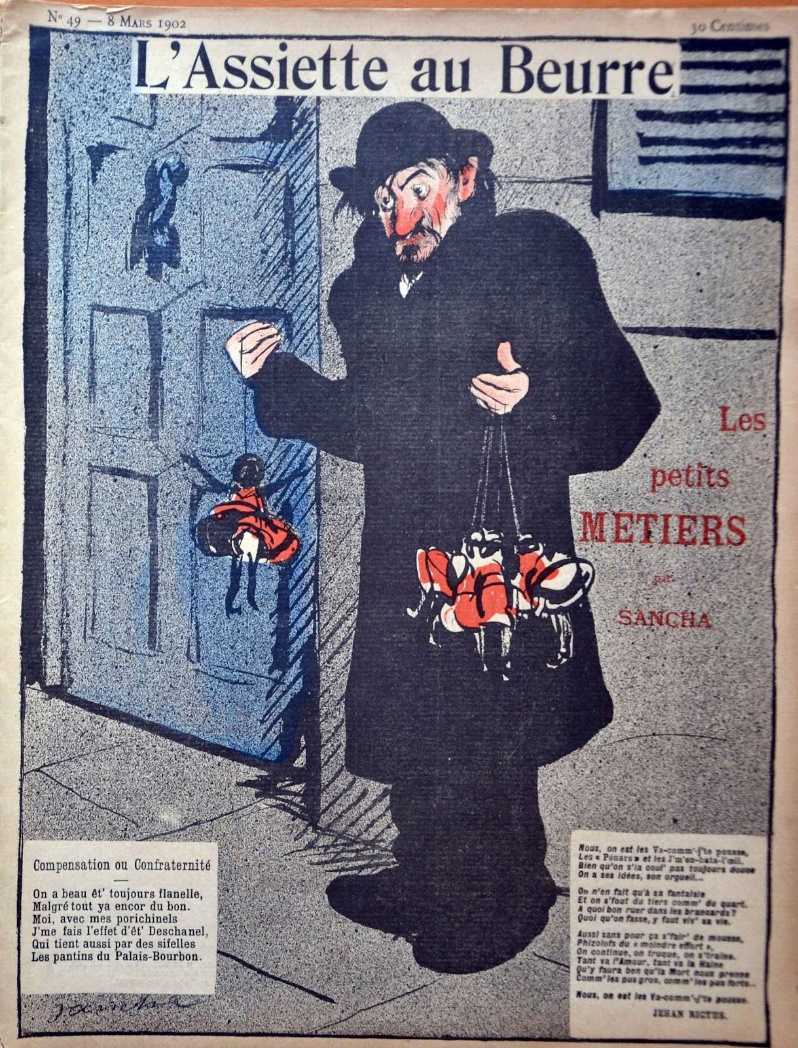 Nº 49 — 8 Mars 1902
30 Centimes
L'Assiette au Beurre
Les
petits
METIERS
par
SANCHA
Compensation ou Confraternité
On a beau êt' toujours flanelle,
Malgré tout ya encor du bon.
Moi, avec mes porichinels
J'me fais l'effet d'êt' Deschanel,
Qui tient aussi par des sifelles
Les pantins du Palais-Bourbon.
Sancha
Nous, on est les Va-comm'-j'te pousse,
Les « Pénars » et les J'm'en-bats-l'œil.
Bien qu'on s'la coul' pas toujours douce
On a ses idées, son orgueil...
On n'en fait qu'à sa fantaisie
Et on s'fout du tiers comm' du quart.
A quoi bon ruer dans les brancards?
Quoi qu'on fasse, y faut viv' sa vie.
Aussi sans pour ça s'fair' de mousse,
Phizolofs du « moindre effort »,
On continue, on truque, on s'traîne.
Tant va l'Amour, tant va la Haine
Qu'y faura ben qu'la Mort nous prenne
Comm' les pus gros, comm' les pus forts...
Nous, on est les Va-comm'-j'te pousse.
JEHAN RICTUS.